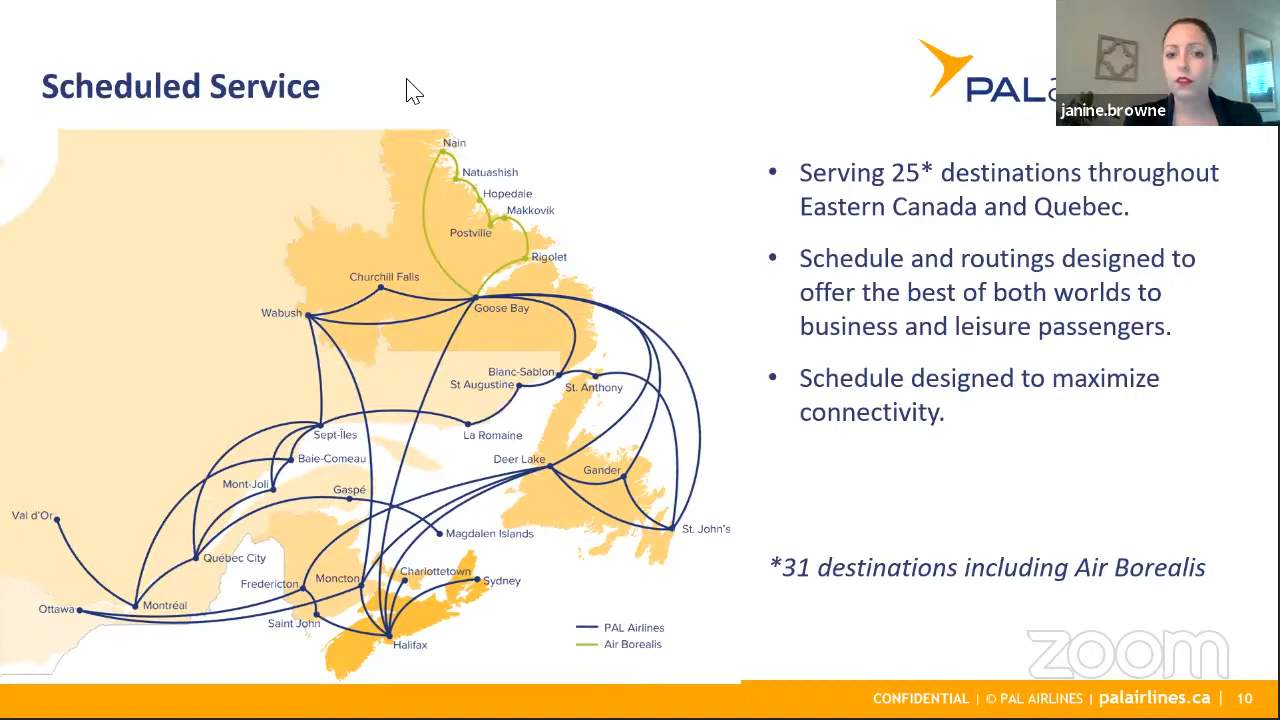 Scheduled Service
PAL
janine.browne
• Serving 25* destinations throughout
Eastern Canada and Quebec.
• Schedule and routings designed to
offer the best of both worlds to
business and leisure passengers.
• Schedule designed to maximize
connectivity.
*31 destinations including Air Borealis
Nain
Natuashish
Hopedale
Makkovik
Postville
Rigolet
Churchill Falls
Goose Bay
Wabush
Blanc-Sablon
St Augustine
St. Anthony
Sept-Îles
La Romaine
Baie-Comeau
Deer Lake
Gander
Mont-Joli
Gaspé
Val d'Or
Magdalen Islands
St. John's
Québec City
Charlottetown
Moncton
Fredericton
Sydney
Montréal
Ottawa
Saint John
Halifax
PAL Airlines
Air Borealis
zoom
CONFIDENTIAL | © PAL AIRLINES | palairlines.ca | 10